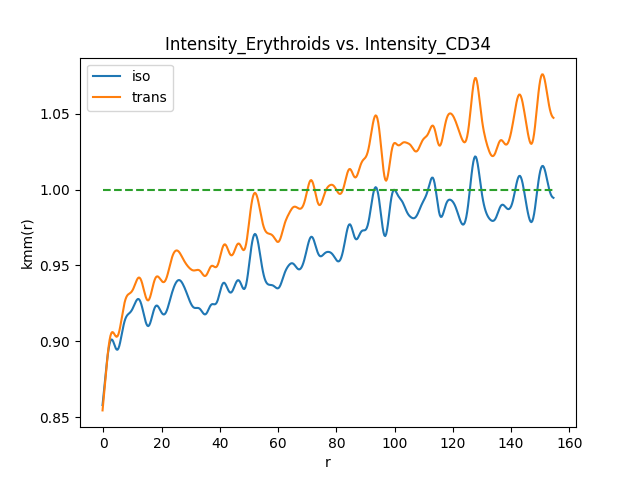 Intensity_Erythroids vs. Intensity_CD34
iso
trans
1.05
1.00
0.95
0.90
0.85
kmm(r)
0 20 40 60 80 100 120 140 160
r